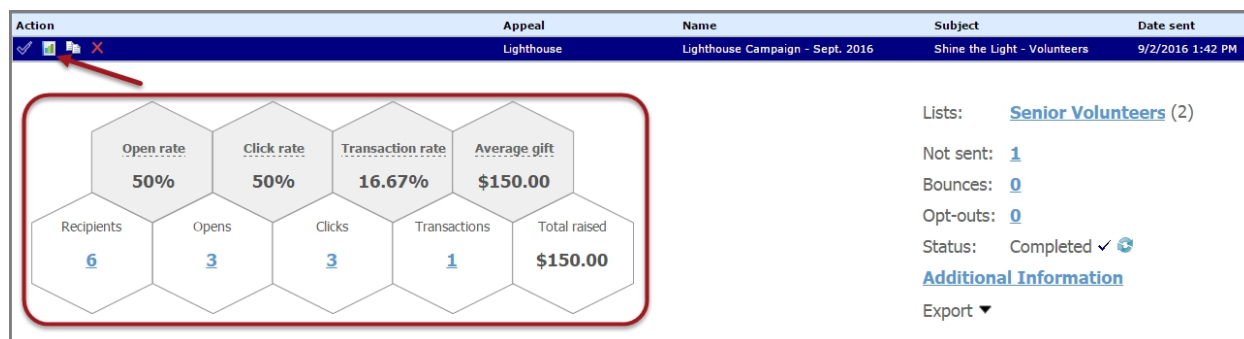 Action Appeal Name Subject Date sent
Lighthouse Lighthouse Campaign - Sept. 2016 Shine the Light - Volunteers 9/2/2016 1:42 PM
Open rate Click rate Transaction rate Average gift
50% 50% 16.67% $150.00
Recipients Opens Clicks Transactions Total raised
6 3 3 1 $150.00
Lists: Senior Volunteers (2)
Not sent: 1
Bounces: 0
Opt-outs: 0
Status: Completed
Additional Information
Export